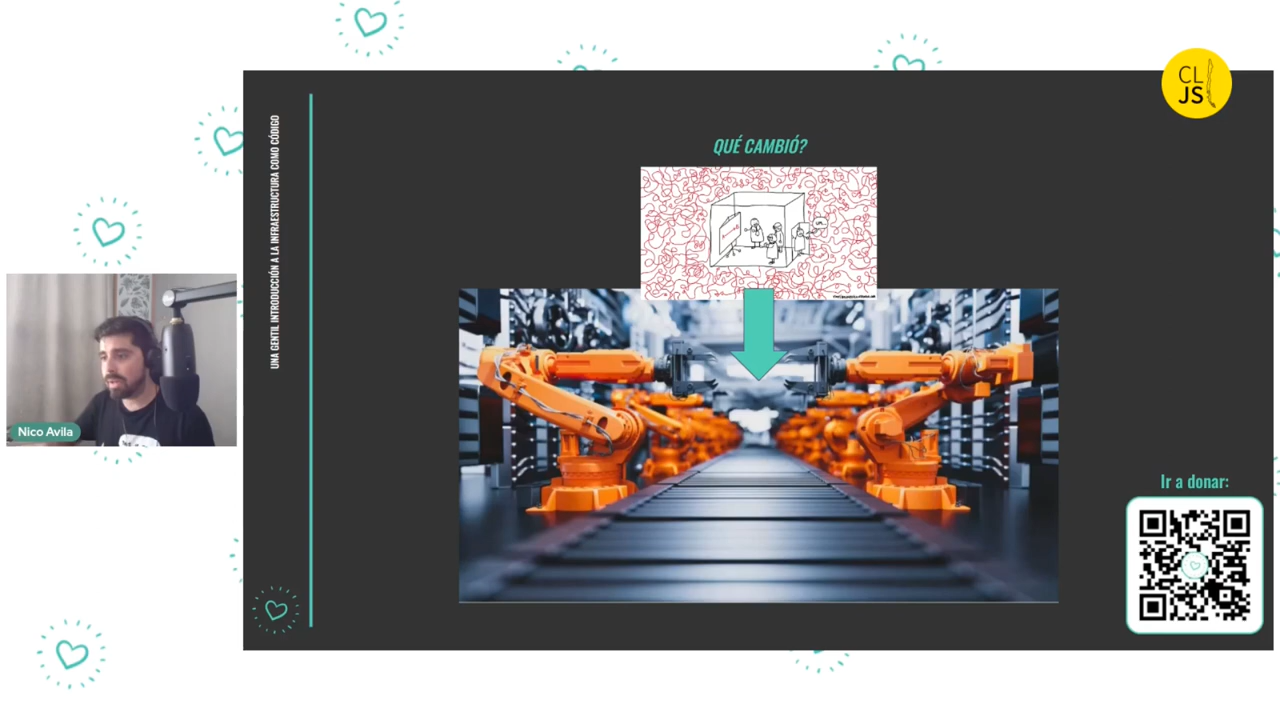 CL
JS
UNA GENTIL INTRODUCCIÓN A LA INFRAESTRUCTURA COMO CÓDIGO
QUÉ CAMBIÓ?
Nico Avila
Ir a donar: